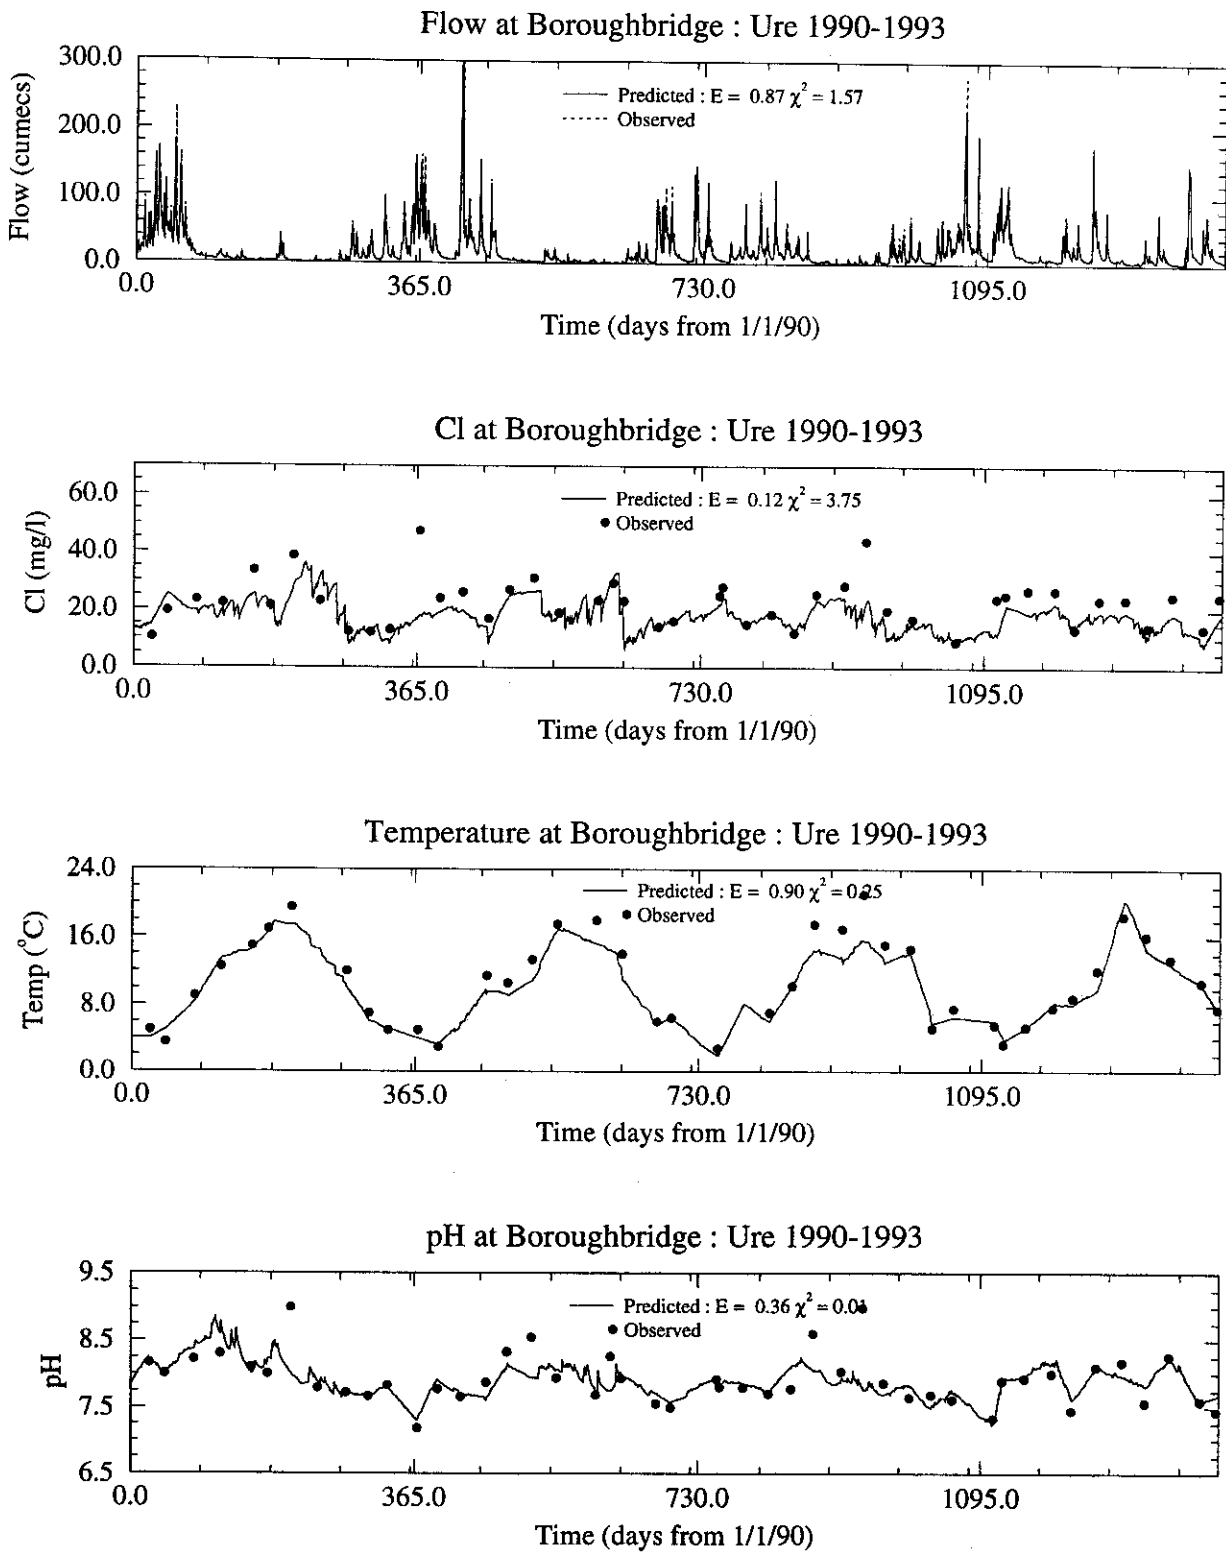 Flow at Boroughbridge : Ure 1990-1993
300.0
200.0
100.0
0.0
Flow (cumecs)
Predicted : E = 0.87 χ² = 1.57
Observed
0.0 365.0 730.0 1095.0
Time (days from 1/1/90)
Cl at Boroughbridge : Ure 1990-1993
60.0
40.0
20.0
0.0
Cl (mg/l)
Predicted : E = 0.12 χ² = 3.75
Observed
0.0 365.0 730.0 1095.0
Time (days from 1/1/90)
Temperature at Boroughbridge : Ure 1990-1993
24.0
16.0
8.0
0.0
Temp (°C)
Predicted : E = 0.90 χ² = 0.25
Observed
0.0 365.0 730.0 1095.0
Time (days from 1/1/90)
pH at Boroughbridge : Ure 1990-1993
9.5
8.5
7.5
6.5
pH
Predicted : E = 0.36 χ² = 0.01
Observed
0.0 365.0 730.0 1095.0
Time (days from 1/1/90)